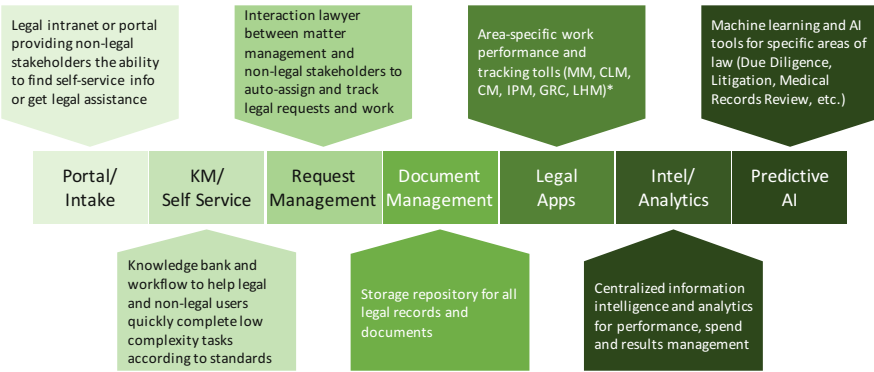 Legal intranet or portal
providing non-legal
stakeholders the ability
to find self-service info
or get legal assistance
Interaction lawyer
between matter
management and
non-legal stakeholders to
auto-assign and track
legal requests and work
Area-specific work
performance and
tracking tolls (MM, CLM,
CM, IPM, GRC, LHM)*
Machine learning and AI
tools for specific areas of
law (Due Diligence,
Litigation, Medical
Records Review, etc.)
Portal/
Intake
KM/
Self Service
Request
Management
Document
Management
Legal
Apps
Intel/
Analytics
Predictive
AI
Knowledge bank and
workflow to help legal
and non-legal users
quickly complete low
complexity tasks
according to standards
Storage repository for all
legal records and
documents
Centralized information
intelligence and analytics
for performance, spend
and results management